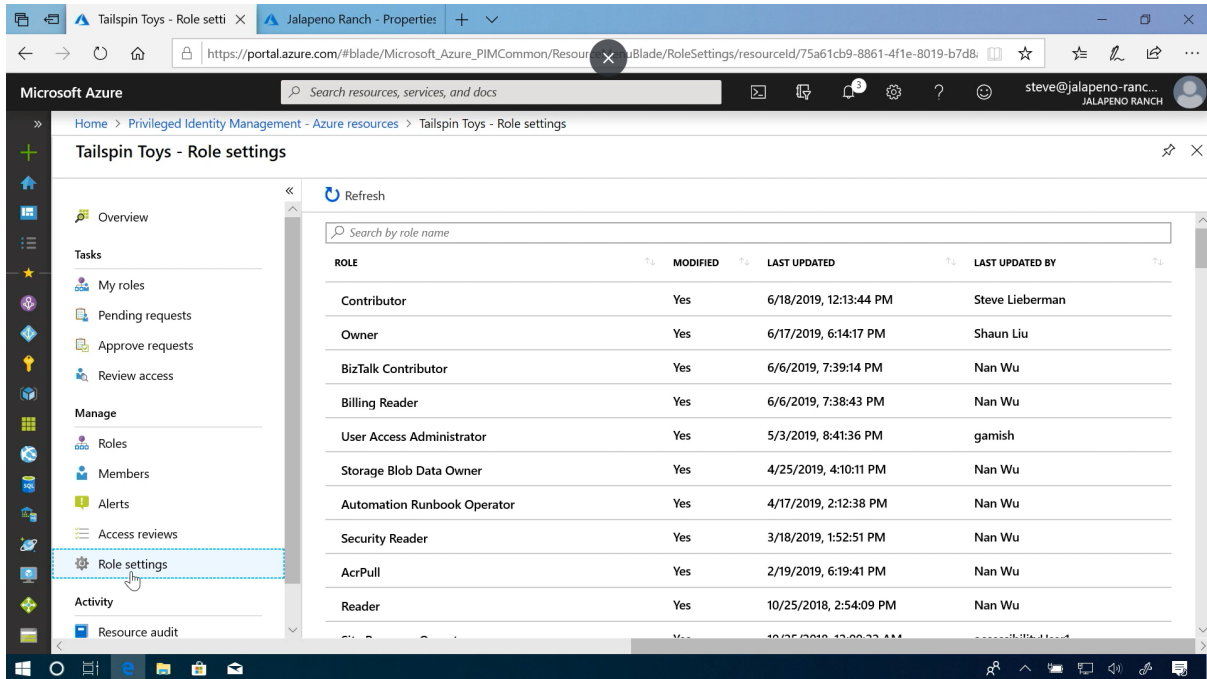 Tailspin Toys - Role setti
Jalapeno Ranch - Properties
https://portal.azure.com/#blade/Microsoft_Azure_PIMCommon/Resour nuBlade/RoleSettings/resourceId/75a61cb9-8861-4f1e-8019-b7d8
Microsoft Azure
Search resources, services, and docs
3
steve@jalapeno-ranc...
JALAPENO RANCH
Home > Privileged Identity Management - Azure resources > Tailspin Toys - Role settings
Tailspin Toys - Role settings
Overview
Tasks
My roles
Pending requests
Approve requests
Review access
Manage
Roles
Members
Alerts
Access reviews
Role settings
Activity
Resource audit
Refresh
Search by role name
ROLE MODIFIED LAST UPDATED LAST UPDATED BY
Contributor Yes 6/18/2019, 12:13:44 PM Steve Lieberman
Owner Yes 6/17/2019, 6:14:17 PM Shaun Liu
BizTalk Contributor Yes 6/6/2019, 7:39:14 PM Nan Wu
Billing Reader Yes 6/6/2019, 7:38:43 PM Nan Wu
User Access Administrator Yes 5/3/2019, 8:41:36 PM gamish
Storage Blob Data Owner Yes 4/25/2019, 4:10:11 PM Nan Wu
Automation Runbook Operator Yes 4/17/2019, 2:12:38 PM Nan Wu
Security Reader Yes 3/18/2019, 1:52:51 PM Nan Wu
AcrPull Yes 2/19/2019, 6:19:41 PM Nan Wu
Reader Yes 10/25/2018, 2:54:09 PM Nan Wu